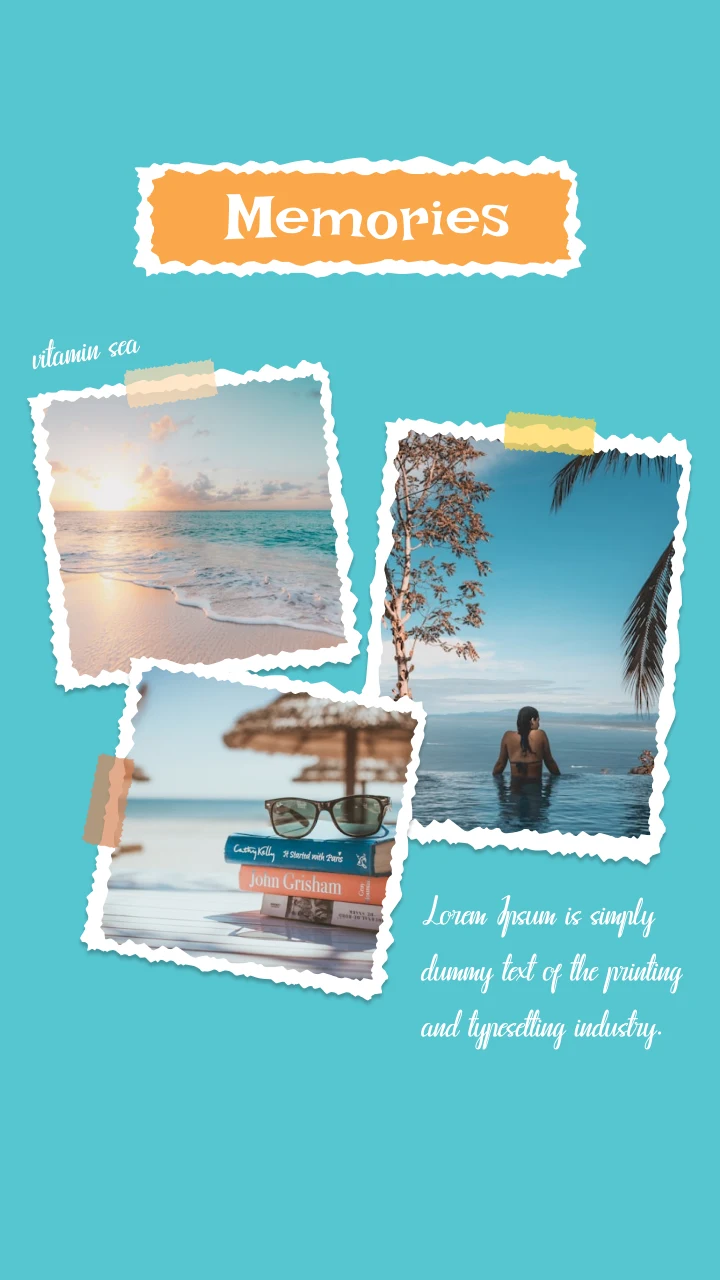 Memories
vitamin sea
Cathy Kelly It Started with Paris
John Grisham
Lorem Ipsum is simply
dummy text of the printing
and typesetting industry.